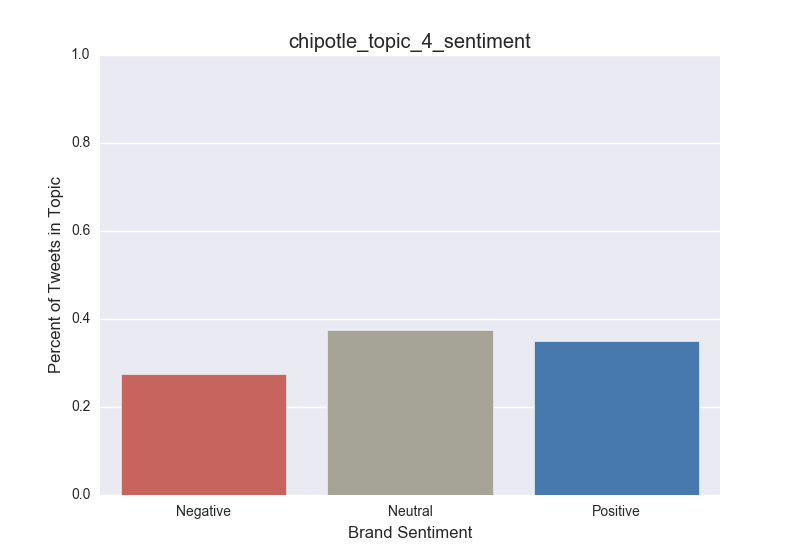 chipotle_topic_4_sentiment
1.0
0.8
0.6
0.4
0.2
0.0
Percent of Tweets in Topic
Negative Neutral Positive
Brand Sentiment